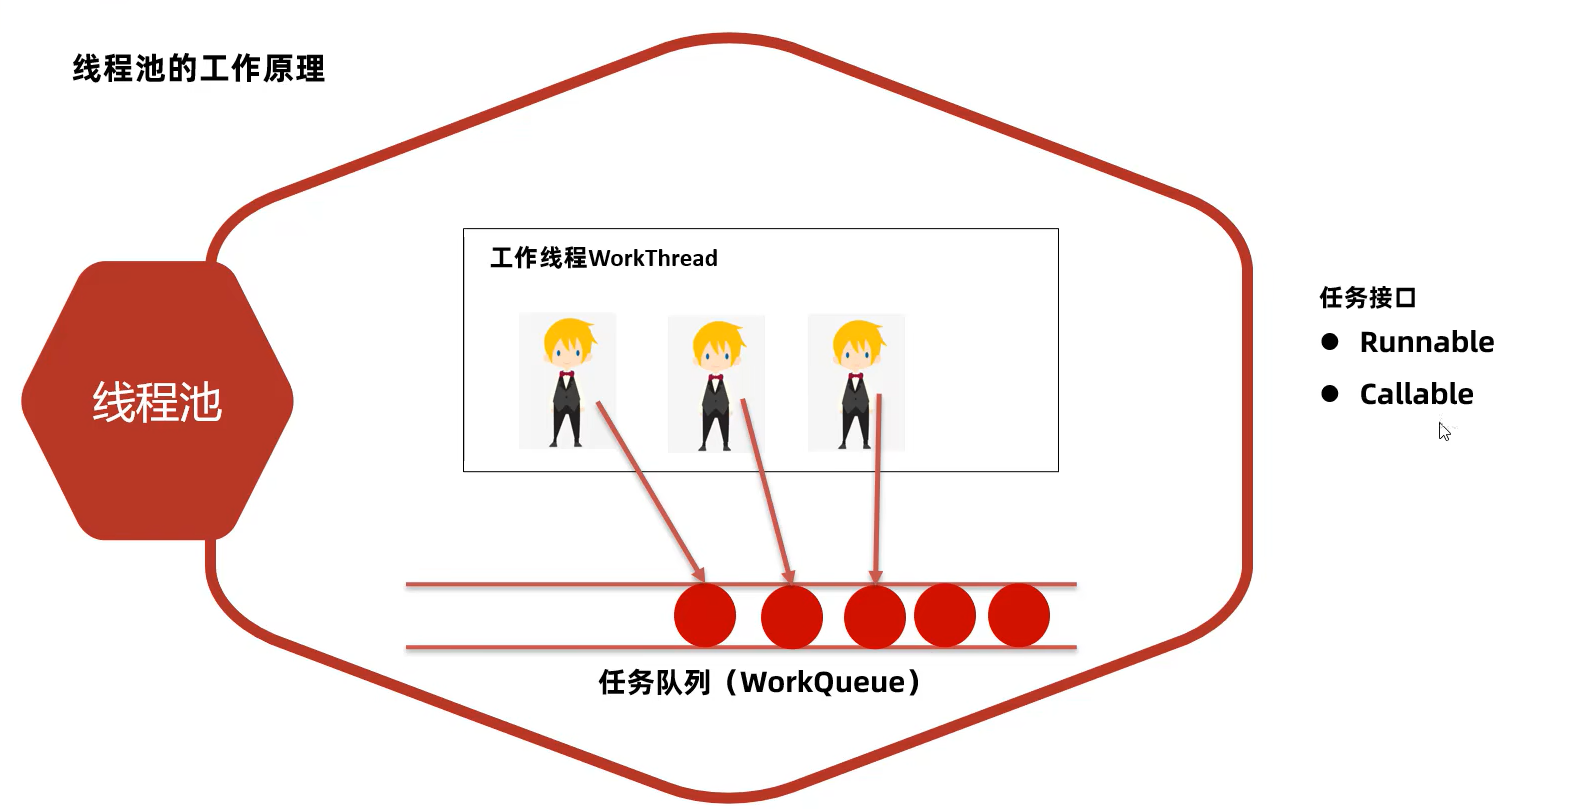 线程池的工作原理
工作线程WorkThread
线程池
任务接口
● Runnable
● Callable
任务队列（WorkQueue）